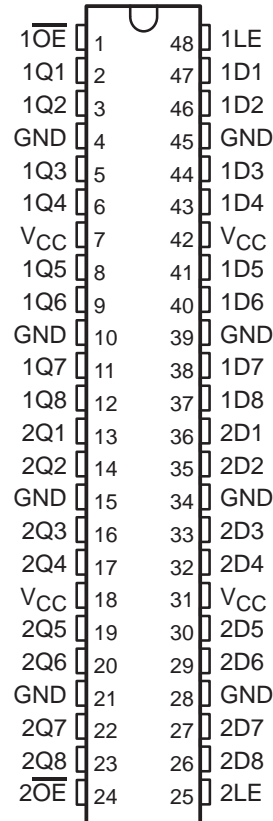 1O̅E̅ 1 48 1LE
1Q1 2 47 1D1
1Q2 3 46 1D2
GND 4 45 GND
1Q3 5 44 1D3
1Q4 6 43 1D4
VCC 7 42 VCC
1Q5 8 41 1D5
1Q6 9 40 1D6
GND 10 39 GND
1Q7 11 38 1D7
1Q8 12 37 1D8
2Q1 13 36 2D1
2Q2 14 35 2D2
GND 15 34 GND
2Q3 16 33 2D3
2Q4 17 32 2D4
VCC 18 31 VCC
2Q5 19 30 2D5
2Q6 20 29 2D6
GND 21 28 GND
2Q7 22 27 2D7
2Q8 23 26 2D8
2O̅E̅ 24 25 2LE